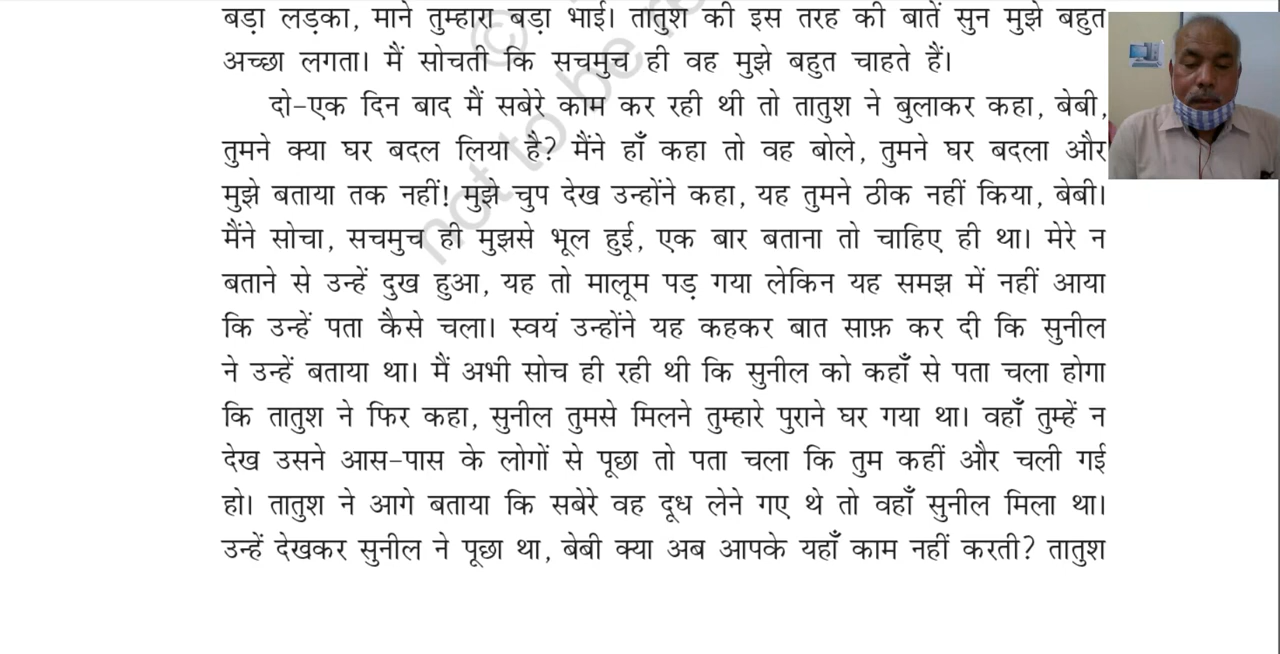 बड़ा लड़का, माने तुम्हारा बड़ा भाई। तातुश की इस तरह की बातें सुन मुझे बहुत
अच्छा लगता। मैं सोचती कि सचमुच ही वह मुझे बहुत चाहते हैं।
दो-एक दिन बाद मैं सबेरे काम कर रही थी तो तातुश ने बुलाकर कहा, बेबी,
तुमने क्या घर बदल लिया है? मैंने हाँ कहा तो वह बोले, तुमने घर बदला और
मुझे बताया तक नहीं! मुझे चुप देख उन्होंने कहा, यह तुमने ठीक नहीं किया, बेबी।
मैंने सोचा, सचमुच ही मुझसे भूल हुई, एक बार बताना तो चाहिए ही था। मेरे न
बताने से उन्हें दुख हुआ, यह तो मालूम पड़ गया लेकिन यह समझ में नहीं आया
कि उन्हें पता कैसे चला। स्वयं उन्होंने यह कहकर बात साफ़ कर दी कि सुनील
ने उन्हें बताया था। मैं अभी सोच ही रही थी कि सुनील को कहाँ से पता चला होगा
कि तातुश ने फिर कहा, सुनील तुमसे मिलने तुम्हारे पुराने घर गया था। वहाँ तुम्हें न
देख उसने आस-पास के लोगों से पूछा तो पता चला कि तुम कहीं और चली गई
हो। तातुश ने आगे बताया कि सबेरे वह दूध लेने गए थे तो वहाँ सुनील मिला था।
उन्हें देखकर सुनील ने पूछा था, बेबी क्या अब आपके यहाँ काम नहीं करती? तातुश
©
not to be re